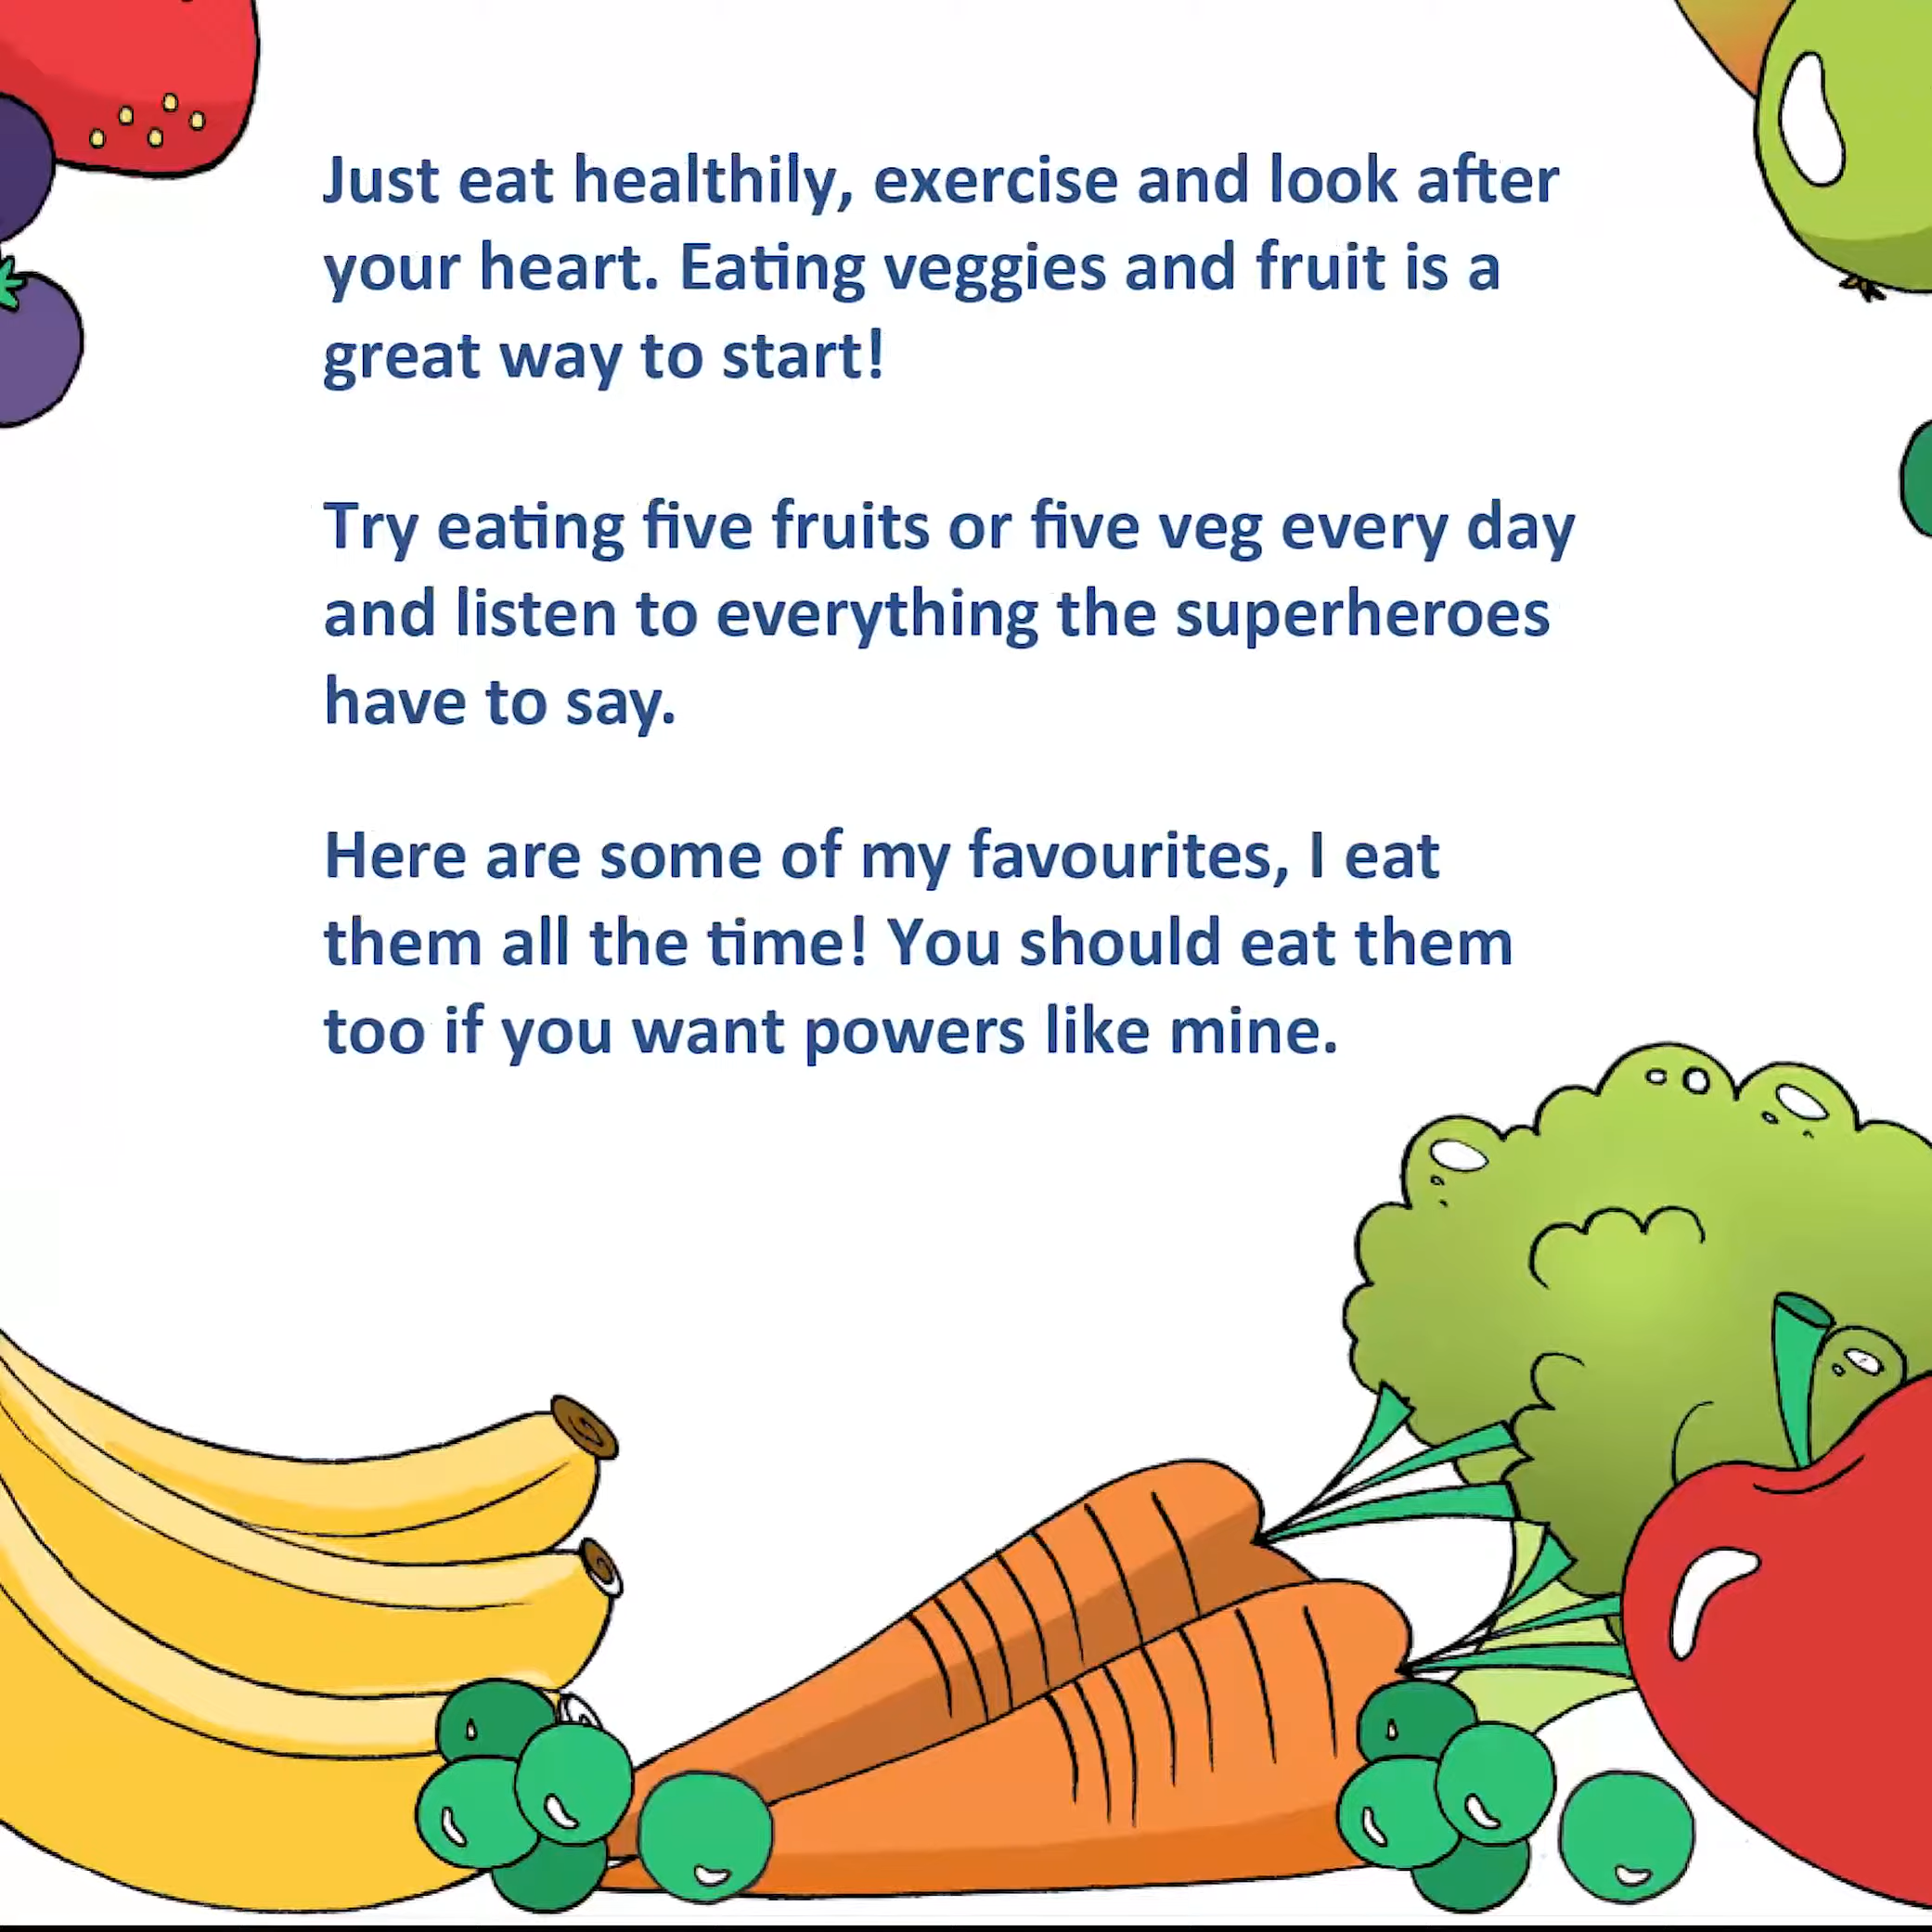 Just eat healthily, exercise and look after
your heart. Eating veggies and fruit is a
great way to start!
Try eating five fruits or five veg every day
and listen to everything the superheroes
have to say.
Here are some of my favourites, I eat
them all the time! You should eat them
too if you want powers like mine.